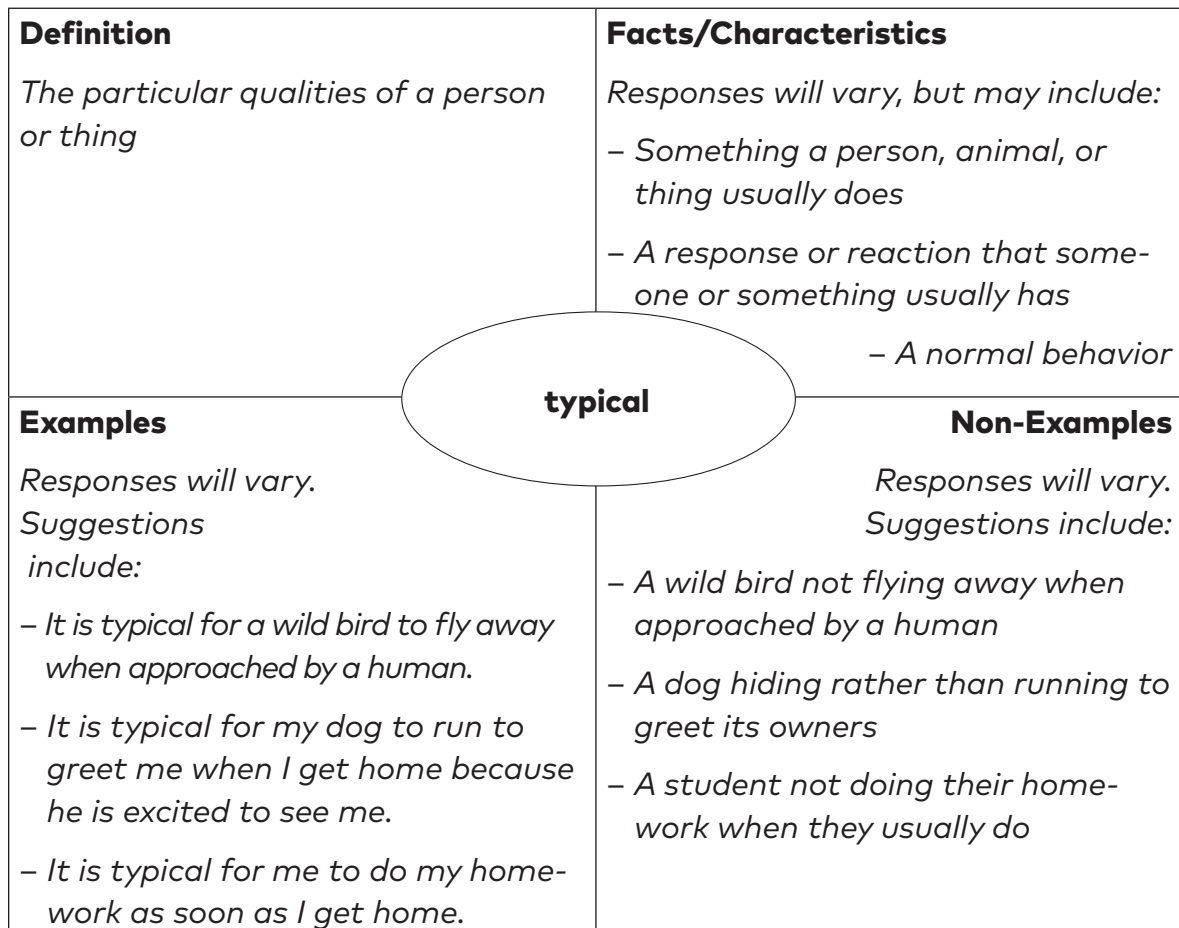 Definition
The particular qualities of a person
or thing
Facts/Characteristics
Responses will vary, but may include:
– Something a person, animal, or
thing usually does
– A response or reaction that some-
one or something usually has
– A normal behavior
typical
Examples
Responses will vary.
Suggestions
include:
– It is typical for a wild bird to fly away
when approached by a human.
– It is typical for my dog to run to
greet me when I get home because
he is excited to see me.
– It is typical for me to do my home-
work as soon as I get home.
Non-Examples
Responses will vary.
Suggestions include:
– A wild bird not flying away when
approached by a human
– A dog hiding rather than running to
greet its owners
– A student not doing their home-
work when they usually do